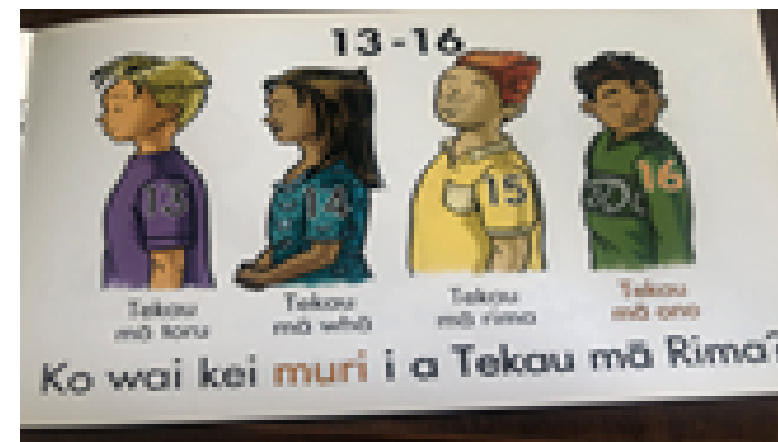 13-16
13
14
15
16
Tekau
mā toru
Tekau
mā whā
Tekau
mā rima
Tekau
mā ono
Ko wai kei muri i a Tekau mā Rima?